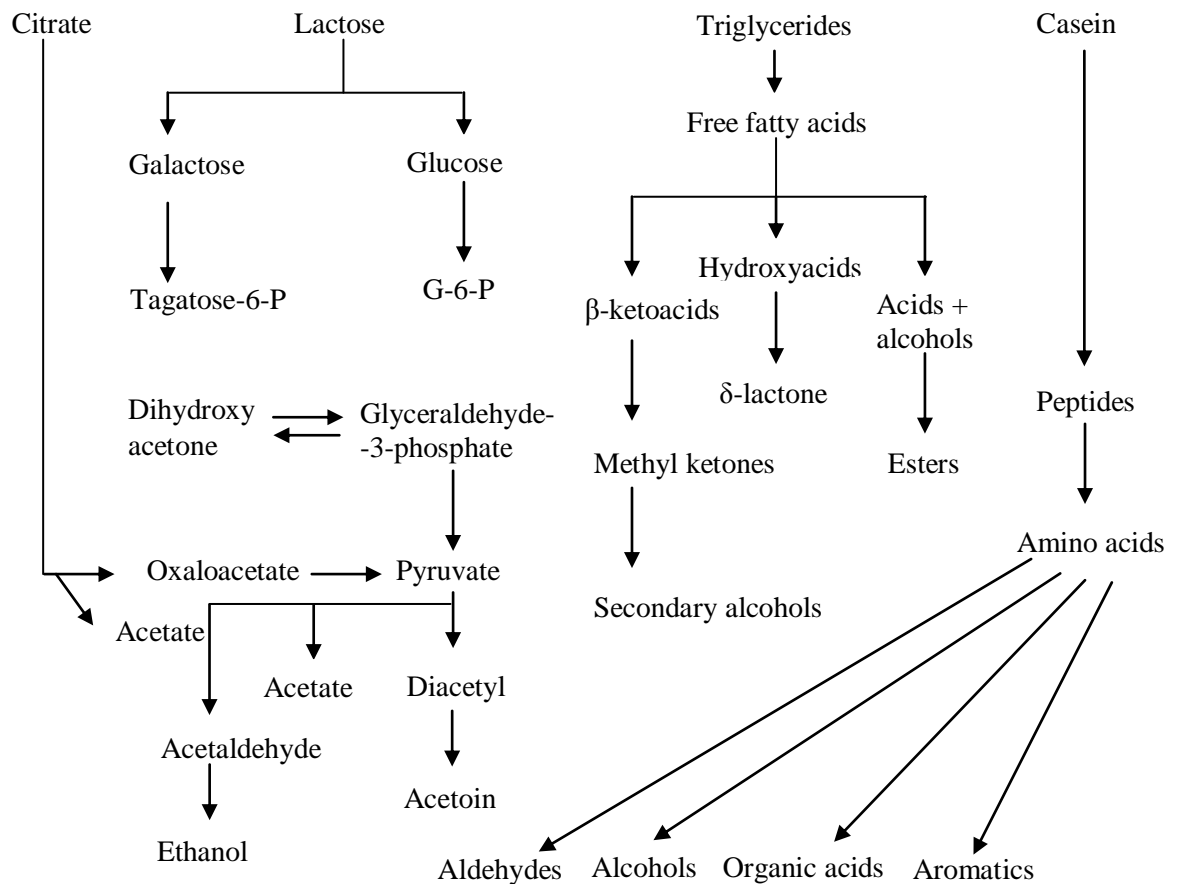 Citrate
Lactose
Triglycerides
Casein
Free fatty acids
Galactose
Glucose
Hydroxyacids
Tagatose-6-P
G-6-P
β-ketoacids
Acids +
alcohols
δ-lactone
Peptides
Dihydroxy
acetone
Glyceraldehyde-
-3-phosphate
Methyl ketones
Esters
Amino acids
Oxaloacetate
Pyruvate
Secondary alcohols
Acetate
Acetate
Diacetyl
Acetaldehyde
Acetoin
Ethanol
Aldehydes
Alcohols
Organic acids
Aromatics